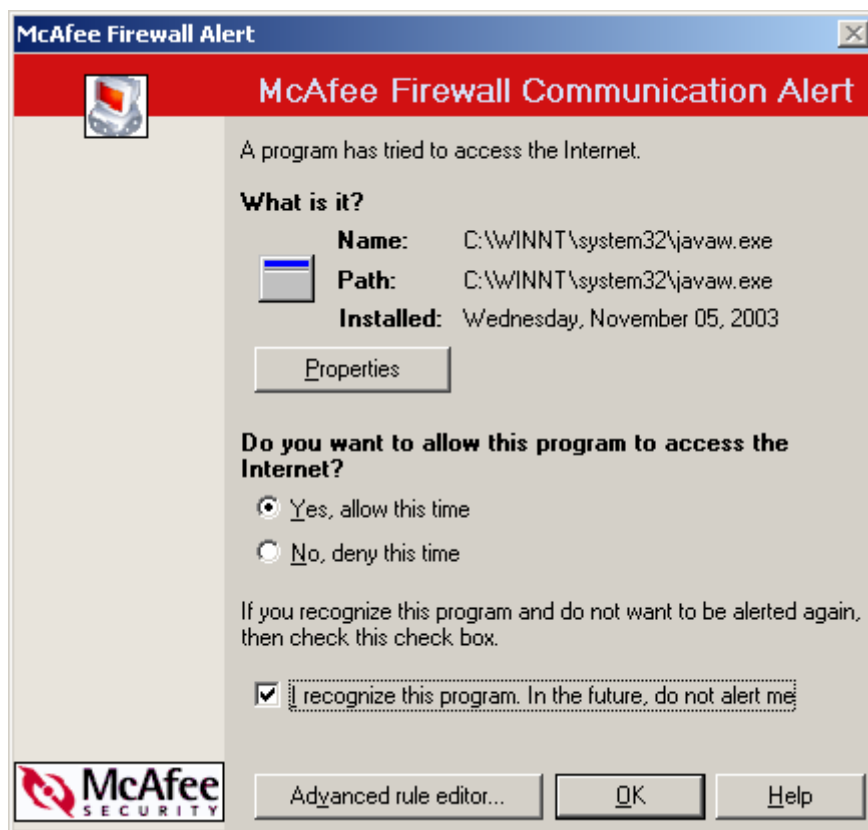 McAfee Firewall Alert
McAfee Firewall Communication Alert
A program has tried to access the Internet.
What is it?
Name: C:\WINNT\system32\javaw.exe
Path: C:\WINNT\system32\javaw.exe
Installed: Wednesday, November 05, 2003
Properties
Do you want to allow this program to access the
Internet?
Yes, allow this time
No, deny this time
If you recognize this program and do not want to be alerted again,
then check this check box.
I recognize this program. In the future, do not alert me
McAfee
SECURITY
Advanced rule editor... OK Help